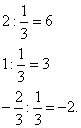 2 : 1/3 = 6
1 : 1/3 = 3
- 2/3 : 1/3 = -2.